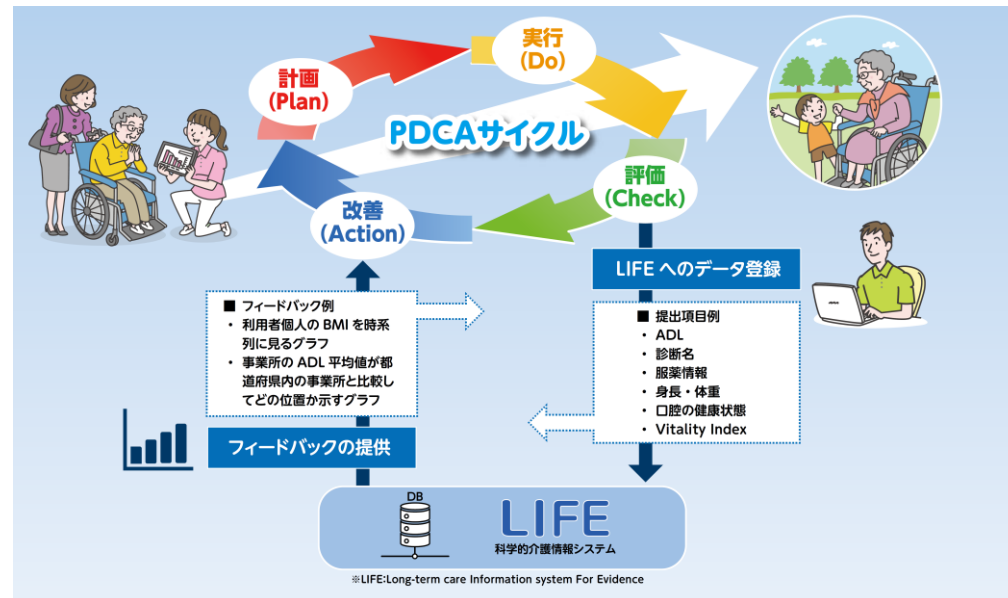 実行
(Do)
計画
(Plan)
PDCAサイクル
評価
(Check)
改善
(Action)
LIFE へのデータ登録
■ フィードバック例
・ 利用者個人の BMI を時系
列に見るグラフ
・ 事業所の ADL 平均値が都
道府県内の事業所と比較し
てどの位置か示すグラフ
■ 提出項目例
・ ADL
・ 診断名
・ 服薬情報
・ 身長・体重
・ 口腔の健康状態
・ Vitality Index
フィードバックの提供
DB
LIFE
科学的介護情報システム
※LIFE:Long-term care Information system For Evidence